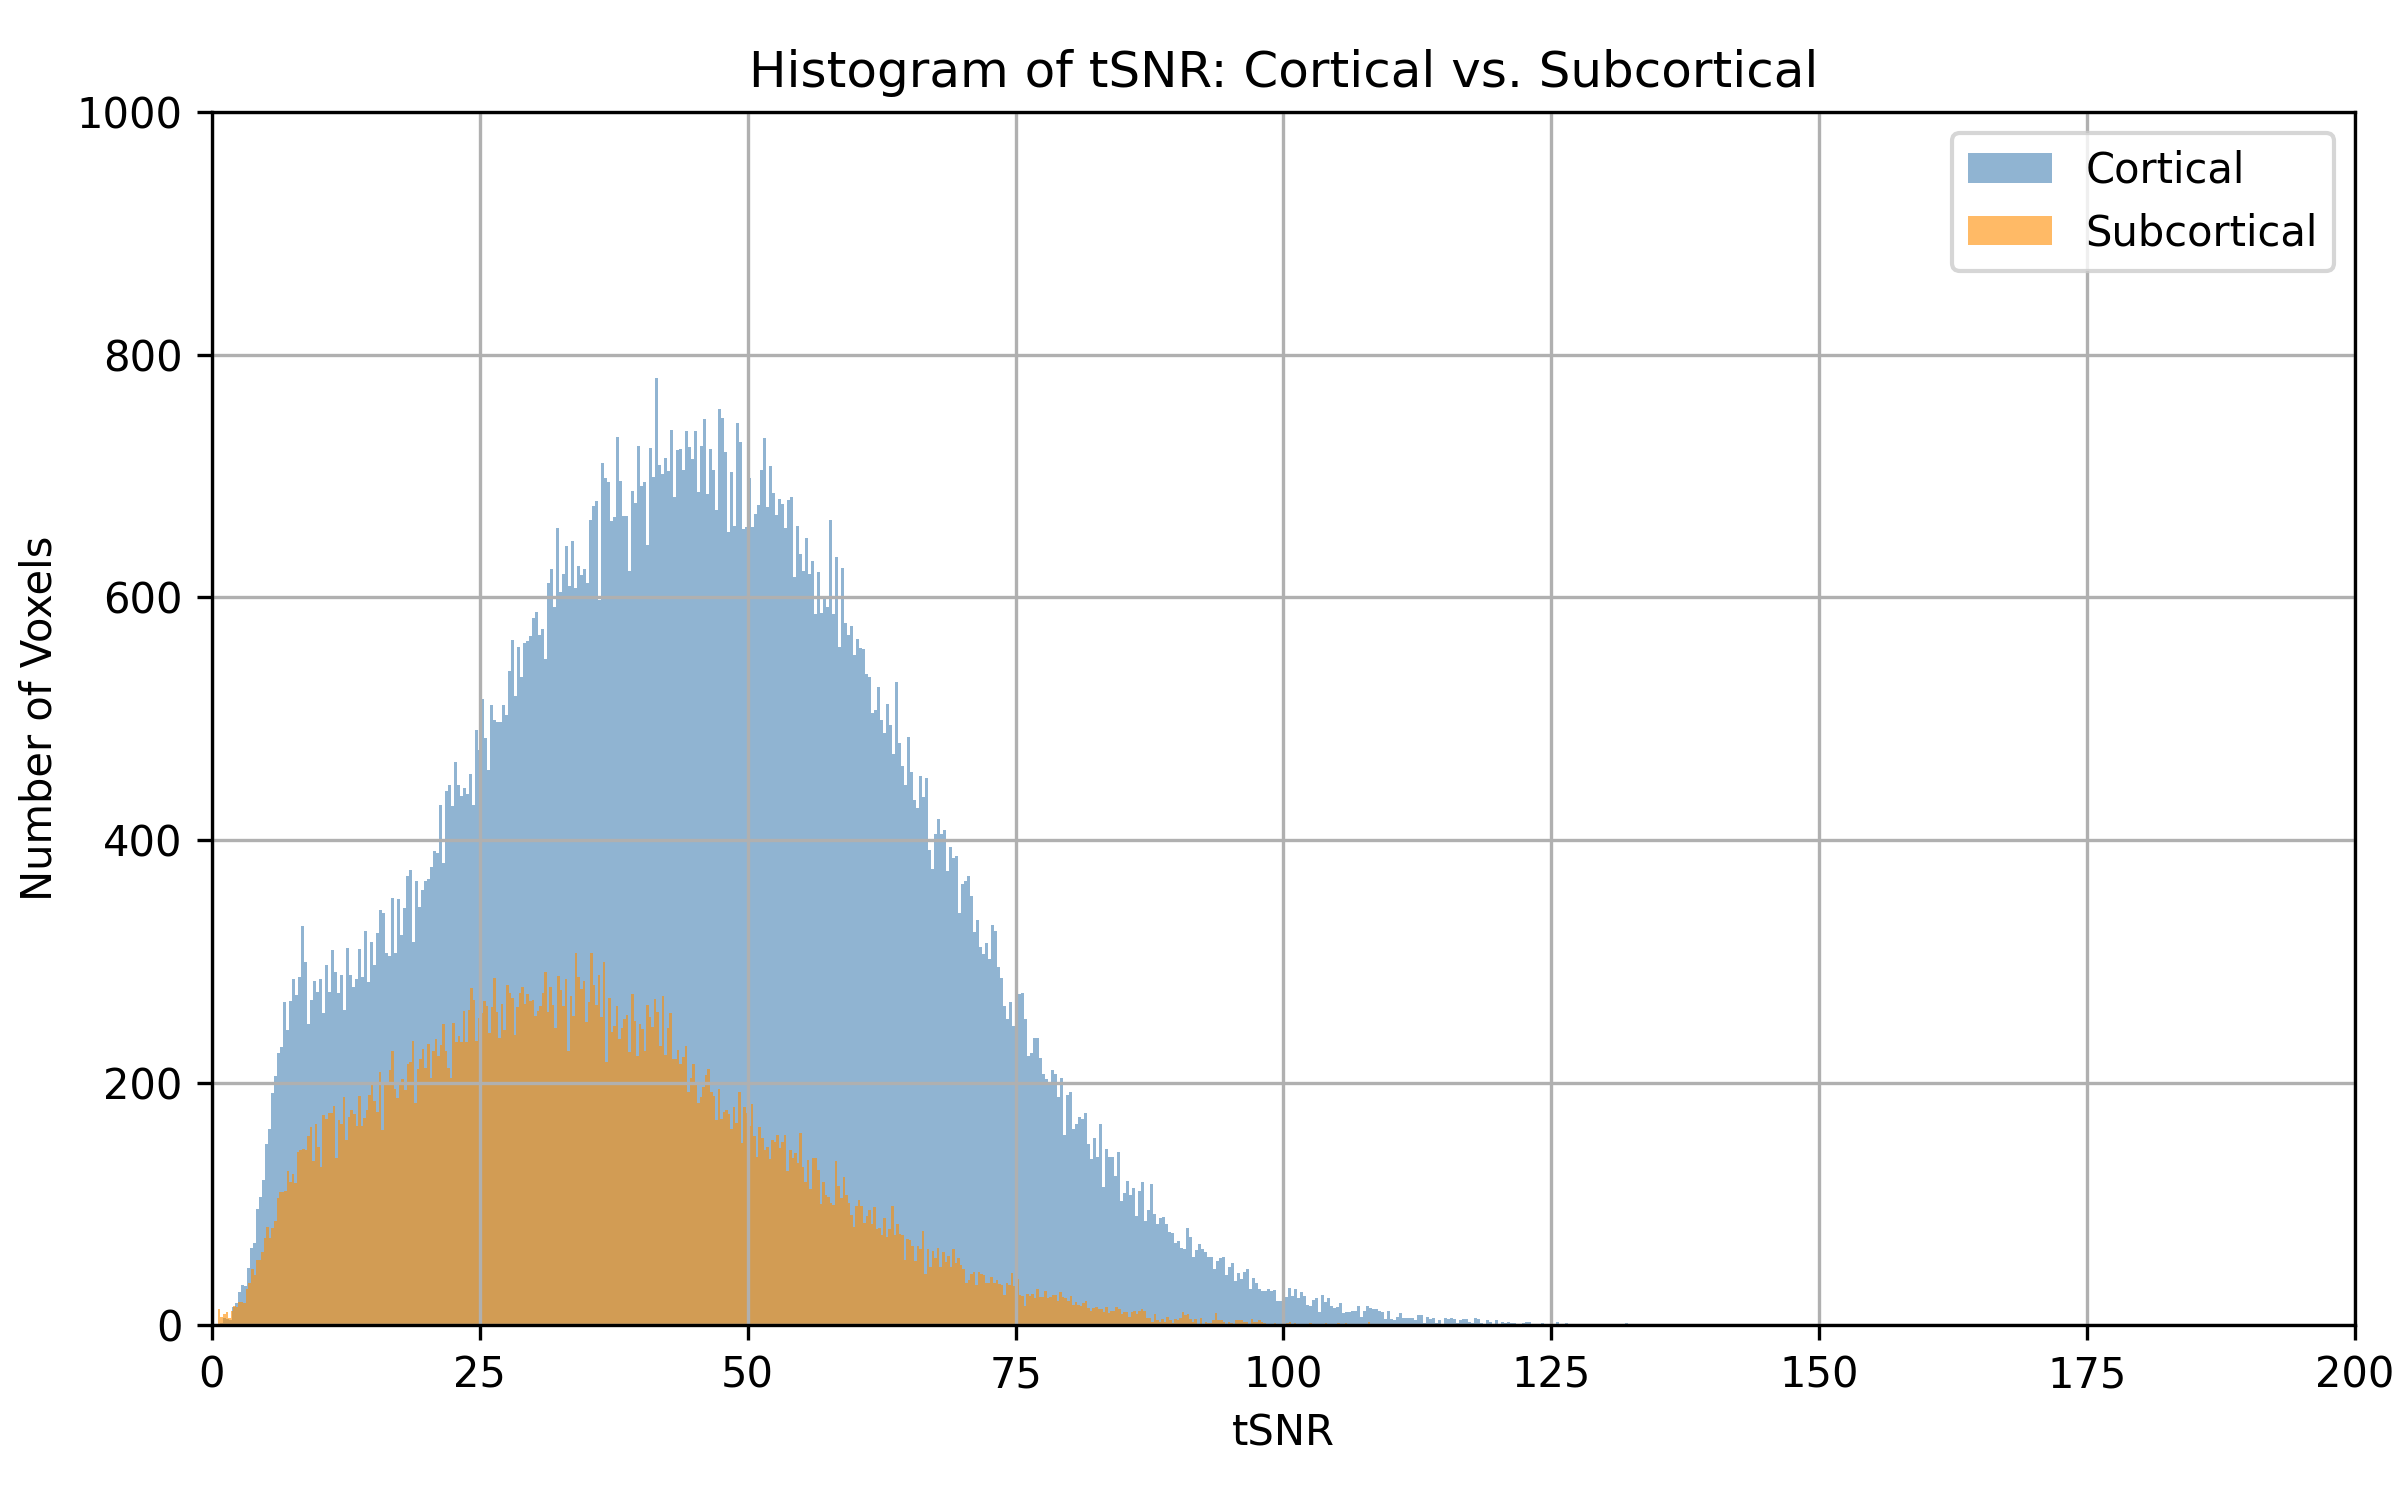 Histogram of tSNR: Cortical vs. Subcortical
1000
800
600
400
200
0
Number of Voxels
Cortical
Subcortical
0 25 50 75 100 125 150 175 200
tSNR